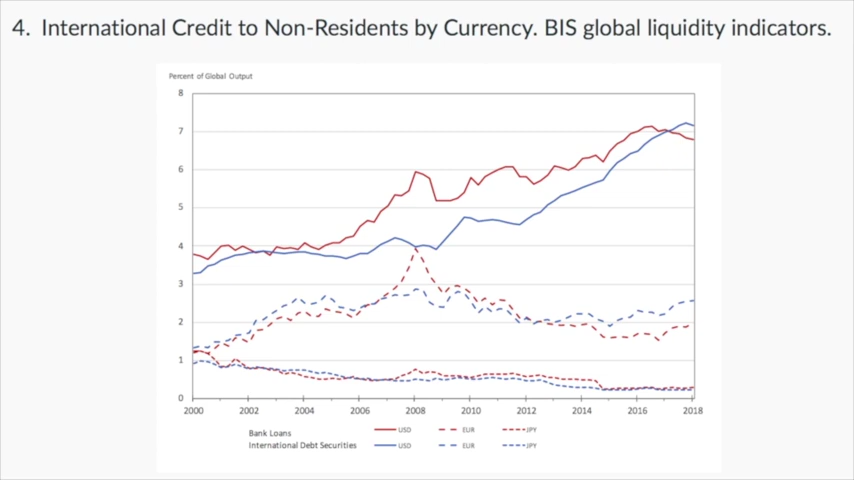 4. International Credit to Non-Residents by Currency. BIS global liquidity indicators.
Percent of Global Output
8
7
6
5
4
3
2
1
0
2000 2002 2004 2006 2008 2010 2012 2014 2016 2018
Bank Loans USD EUR JPY
International Debt Securities USD EUR JPY